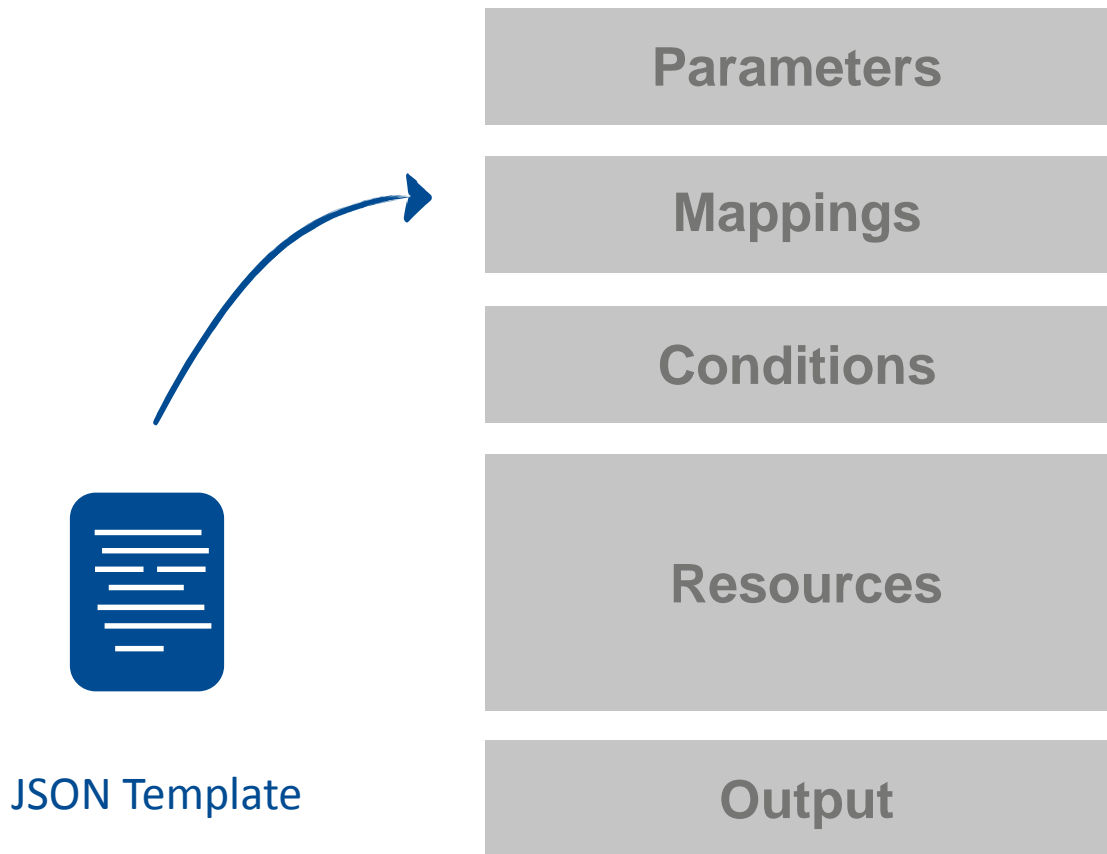 Parameters
Mappings
Conditions
Resources
JSON Template
Output